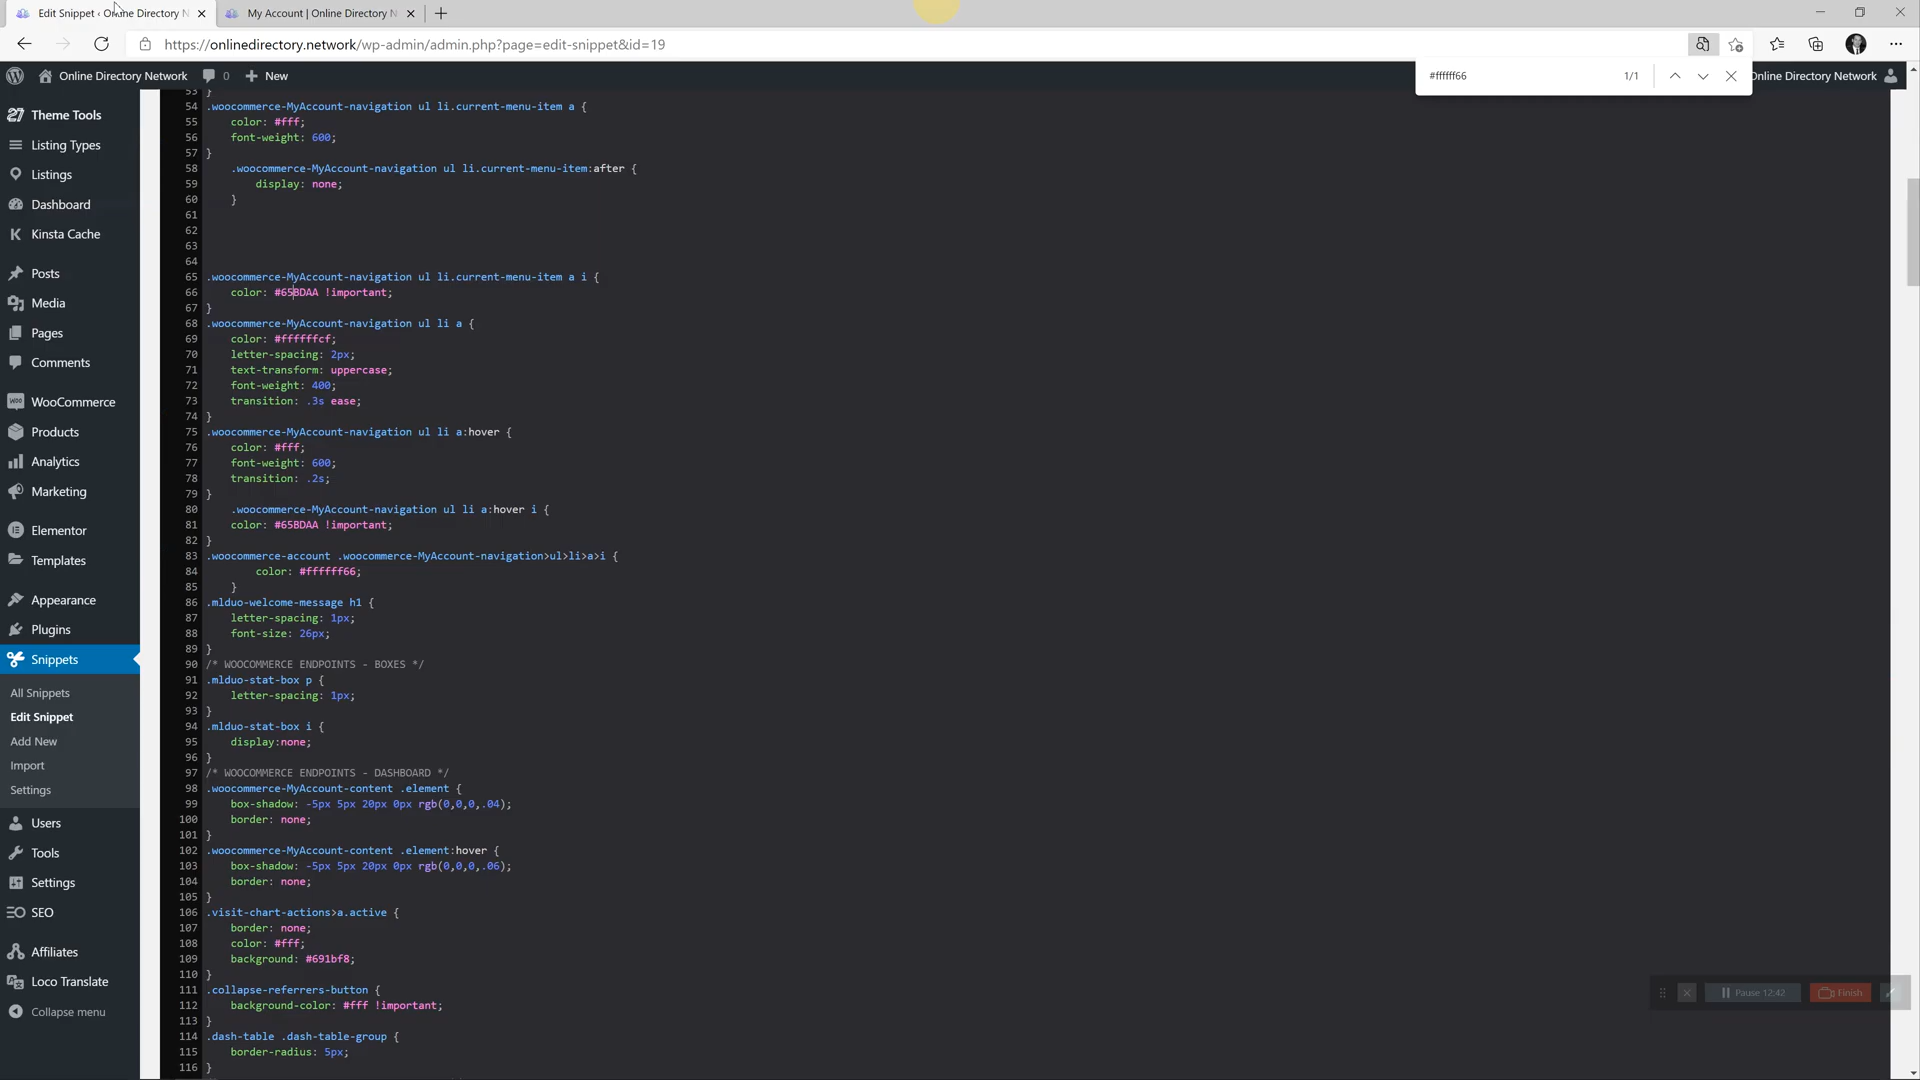 Edit Snippet ‹ Online Directory N
My Account | Online Directory N
https://onlinedirectory.network/wp-admin/admin.php?page=edit-snippet&id=19
Online Directory Network
0
New
#ffffff66
1/1
Online Directory Network
27 Theme Tools
Listing Types
Listings
Dashboard
Kinsta Cache
Posts
Media
Pages
Comments
WooCommerce
Products
Analytics
Marketing
Elementor
Templates
Appearance
Plugins
Snippets
All Snippets
Edit Snippet
Add New
Import
Settings
Users
Tools
Settings
SEO
Affiliates
Loco Translate
Collapse menu
53 }
54 .woocommerce-MyAccount-navigation ul li.current-menu-item a {
55 color: #fff;
56 font-weight: 600;
57 }
58 .woocommerce-MyAccount-navigation ul li.current-menu-item:after {
59 display: none;
60 }
61
62
63
64
65 .woocommerce-MyAccount-navigation ul li.current-menu-item a i {
66 color: #65BDAA !important;
67 }
68 .woocommerce-MyAccount-navigation ul li a {
69 color: #ffffffcf;
70 letter-spacing: 2px;
71 text-transform: uppercase;
72 font-weight: 400;
73 transition: .3s ease;
74 }
75 .woocommerce-MyAccount-navigation ul li a:hover {
76 color: #fff;
77 font-weight: 600;
78 transition: .2s;
79 }
80 .woocommerce-MyAccount-navigation ul li a:hover i {
81 color: #65BDAA !important;
82 }
83 .woocommerce-account .woocommerce-MyAccount-navigation>ul>li>a>i {
84 color: #ffffff66;
85 }
86 .mlduo-welcome-message h1 {
87 letter-spacing: 1px;
88 font-size: 26px;
89 }
90 /* WOOCOMMERCE ENDPOINTS - BOXES */
91 .mlduo-stat-box p {
92 letter-spacing: 1px;
93 }
94 .mlduo-stat-box i {
95 display:none;
96 }
97 /* WOOCOMMERCE ENDPOINTS - DASHBOARD */
98 .woocommerce-MyAccount-content .element {
99 box-shadow: -5px 5px 20px 0px rgb(0,0,0,.04);
100 border: none;
101 }
102 .woocommerce-MyAccount-content .element:hover {
103 box-shadow: -5px 5px 20px 0px rgb(0,0,0,.06);
104 border: none;
105 }
106 .visit-chart-actions>a.active {
107 border: none;
108 color: #fff;
109 background: #691bf8;
110 }
111 .collapse-referrers-button {
112 background-color: #fff !important;
113 }
114 .dash-table .dash-table-group {
115 border-radius: 5px;
116 }
Pause 12:42
Finish